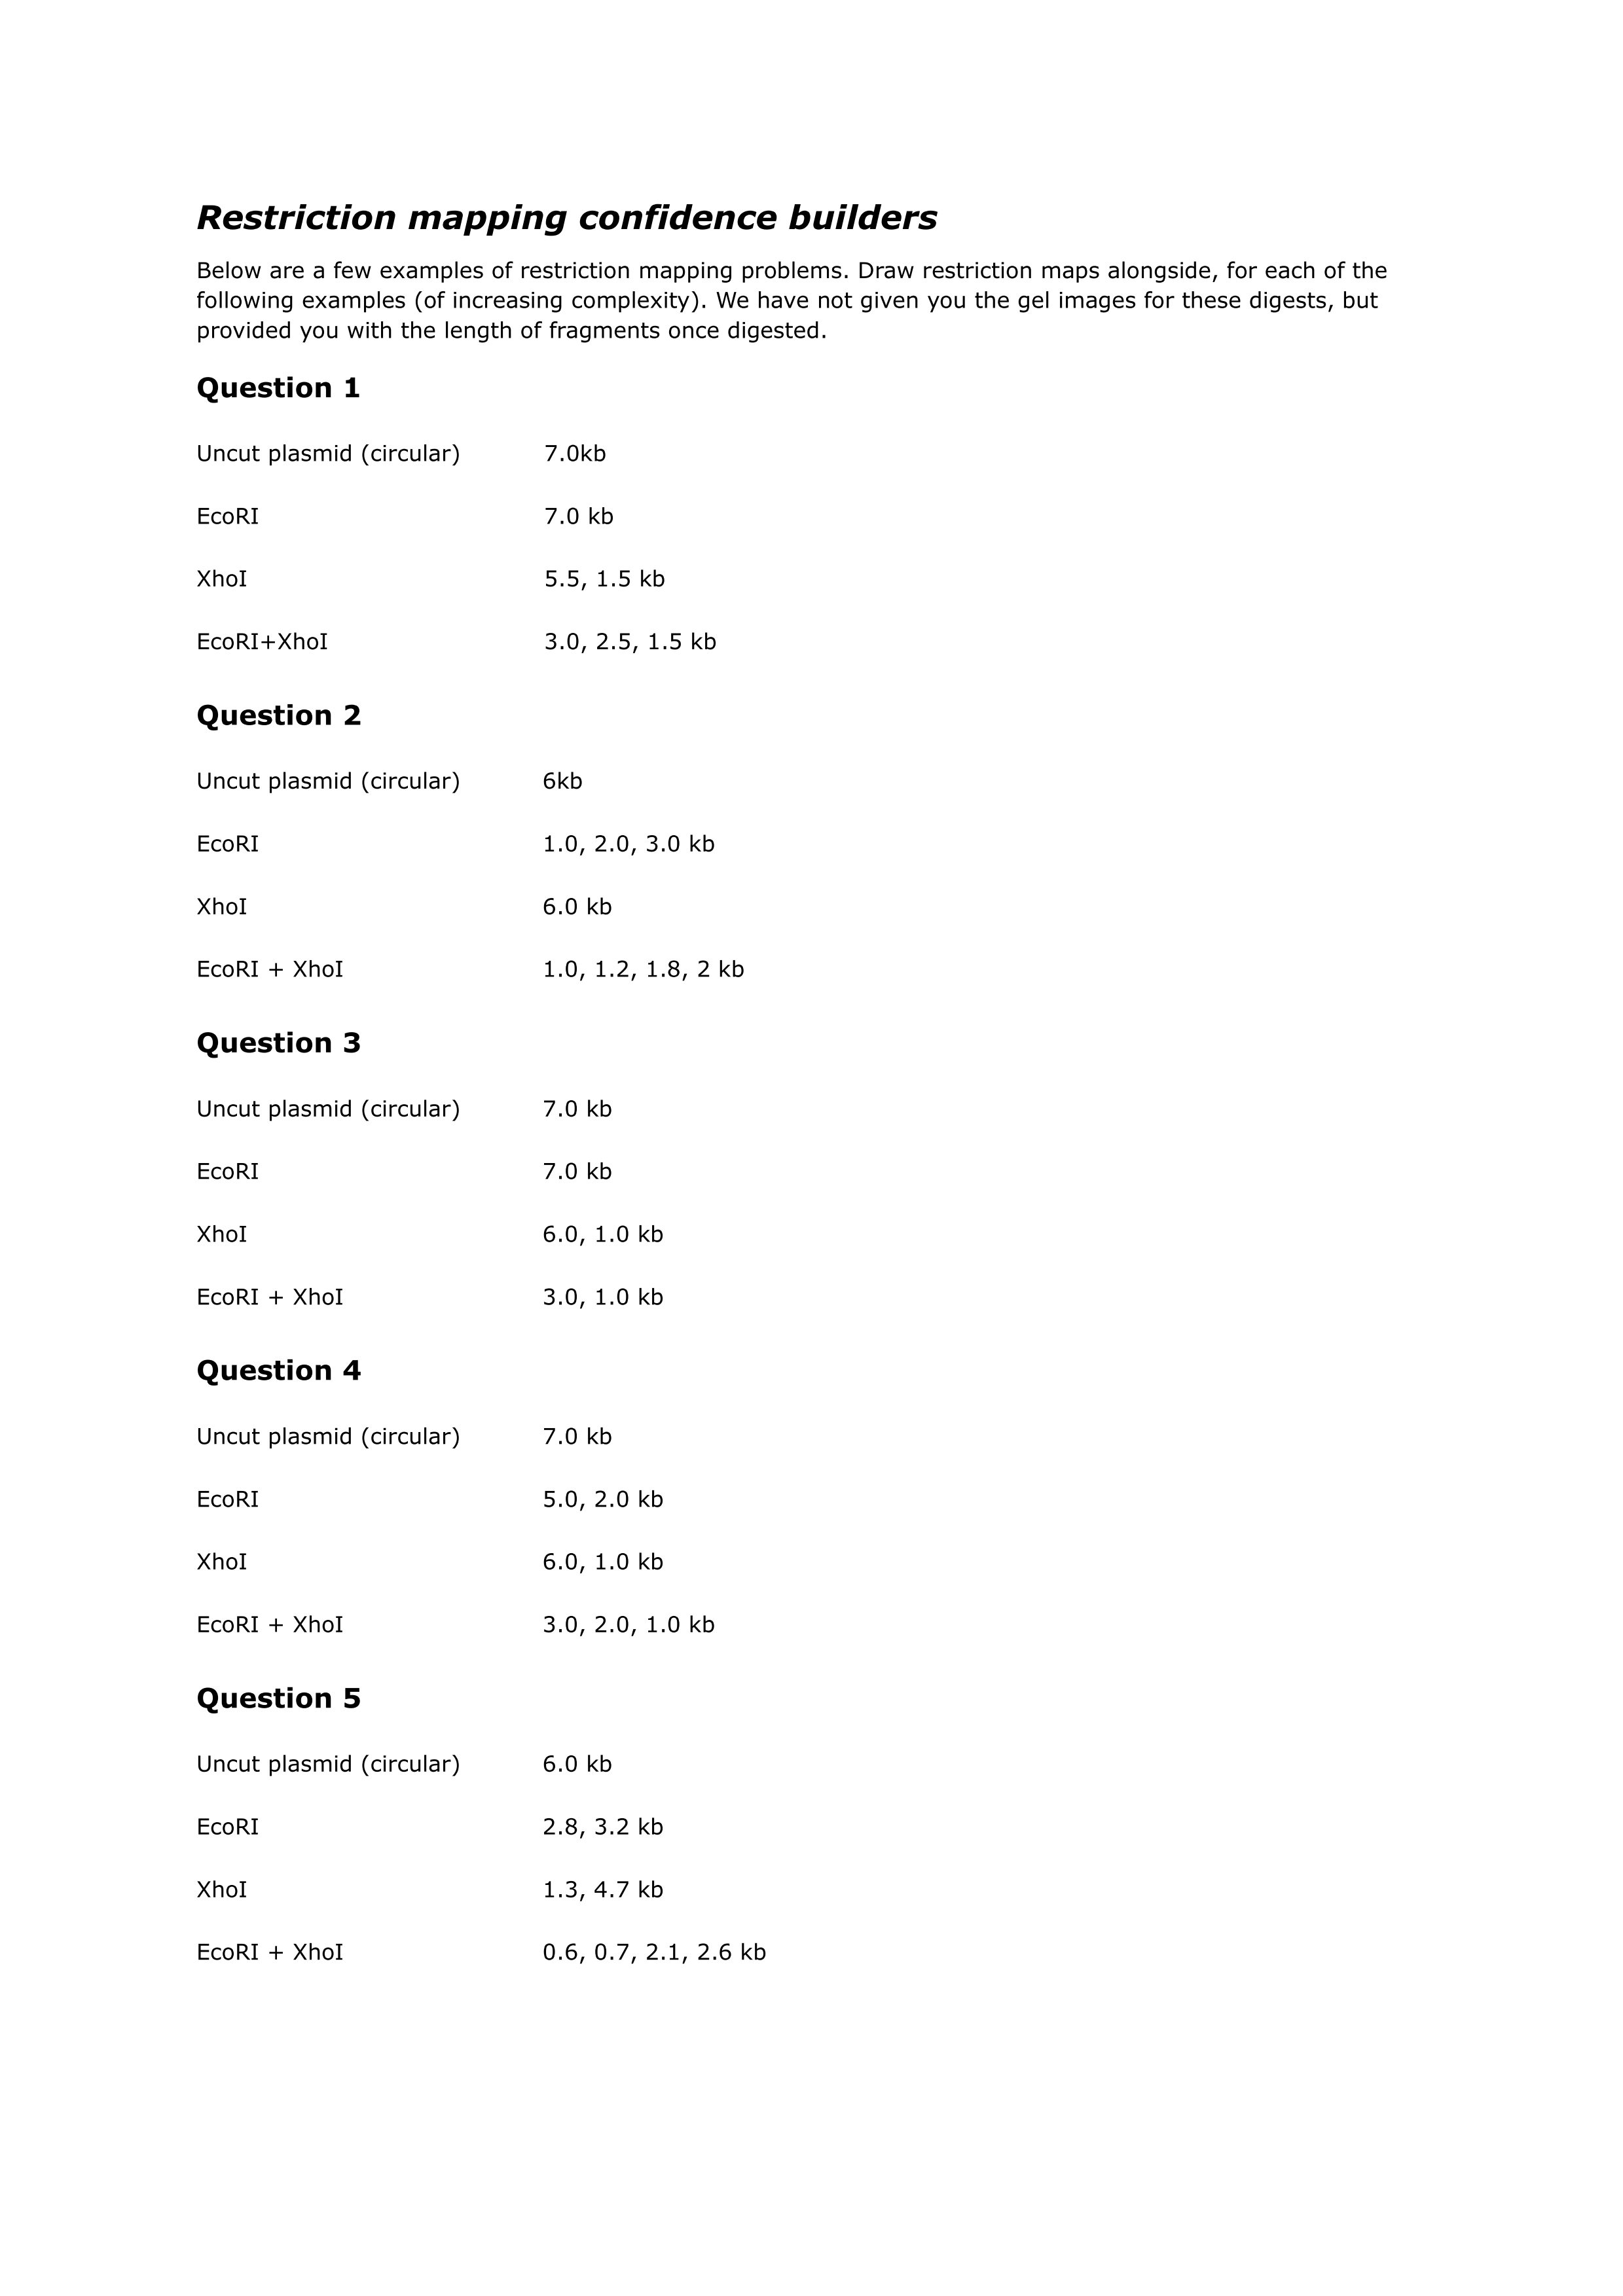 Restriction mapping confidence builders
Below are a few examples of restriction mapping problems. Draw restriction maps alongside, for each of the
following examples (of increasing complexity). We have not given you the gel images for these digests, but
provided you with the length of fragments once digested.
Question 1
Uncut plasmid (circular) 7.0kb
EcoRI 7.0 kb
XhoI 5.5, 1.5 kb
EcoRI+XhoI 3.0, 2.5, 1.5 kb
Question 2
Uncut plasmid (circular) 6kb
EcoRI 1.0, 2.0, 3.0 kb
XhoI 6.0 kb
EcoRI + XhoI 1.0, 1.2, 1.8, 2 kb
Question 3
Uncut plasmid (circular) 7.0 kb
EcoRI 7.0 kb
XhoI 6.0, 1.0 kb
EcoRI + XhoI 3.0, 1.0 kb
Question 4
Uncut plasmid (circular) 7.0 kb
EcoRI 5.0, 2.0 kb
XhoI 6.0, 1.0 kb
EcoRI + XhoI 3.0, 2.0, 1.0 kb
Question 5
Uncut plasmid (circular) 6.0 kb
EcoRI 2.8, 3.2 kb
XhoI 1.3, 4.7 kb
EcoRI + XhoI 0.6, 0.7, 2.1, 2.6 kb